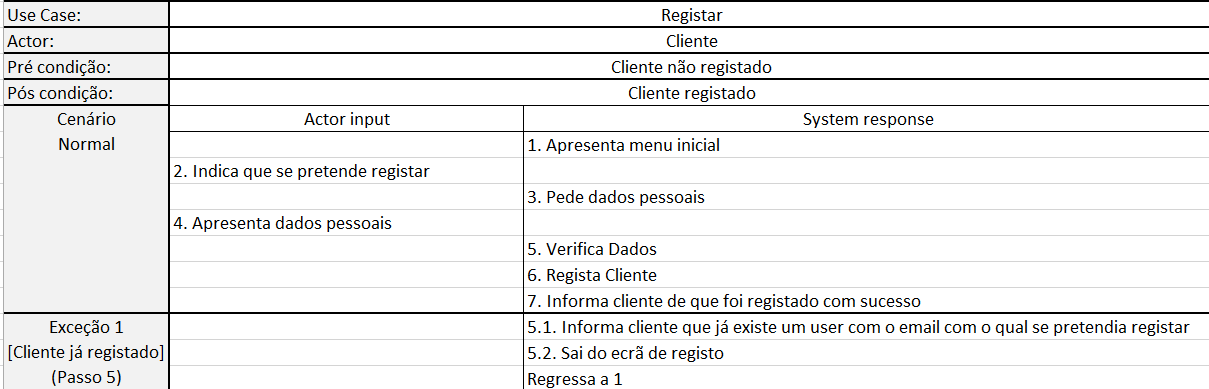 Use Case: Registar
Actor: Cliente
Pré condição: Cliente não registado
Pós condição: Cliente registado
Cenário Actor input System response
Normal 1. Apresenta menu inicial
2. Indica que se pretende registar
3. Pede dados pessoais
4. Apresenta dados pessoais
5. Verifica Dados
6. Regista Cliente
7. Informa cliente de que foi registado com sucesso
Exceção 1 5.1. Informa cliente que já existe um user com o email com o qual se pretendia registar
[Cliente já registado] 5.2. Sai do ecrã de registo
(Passo 5) Regressa a 1